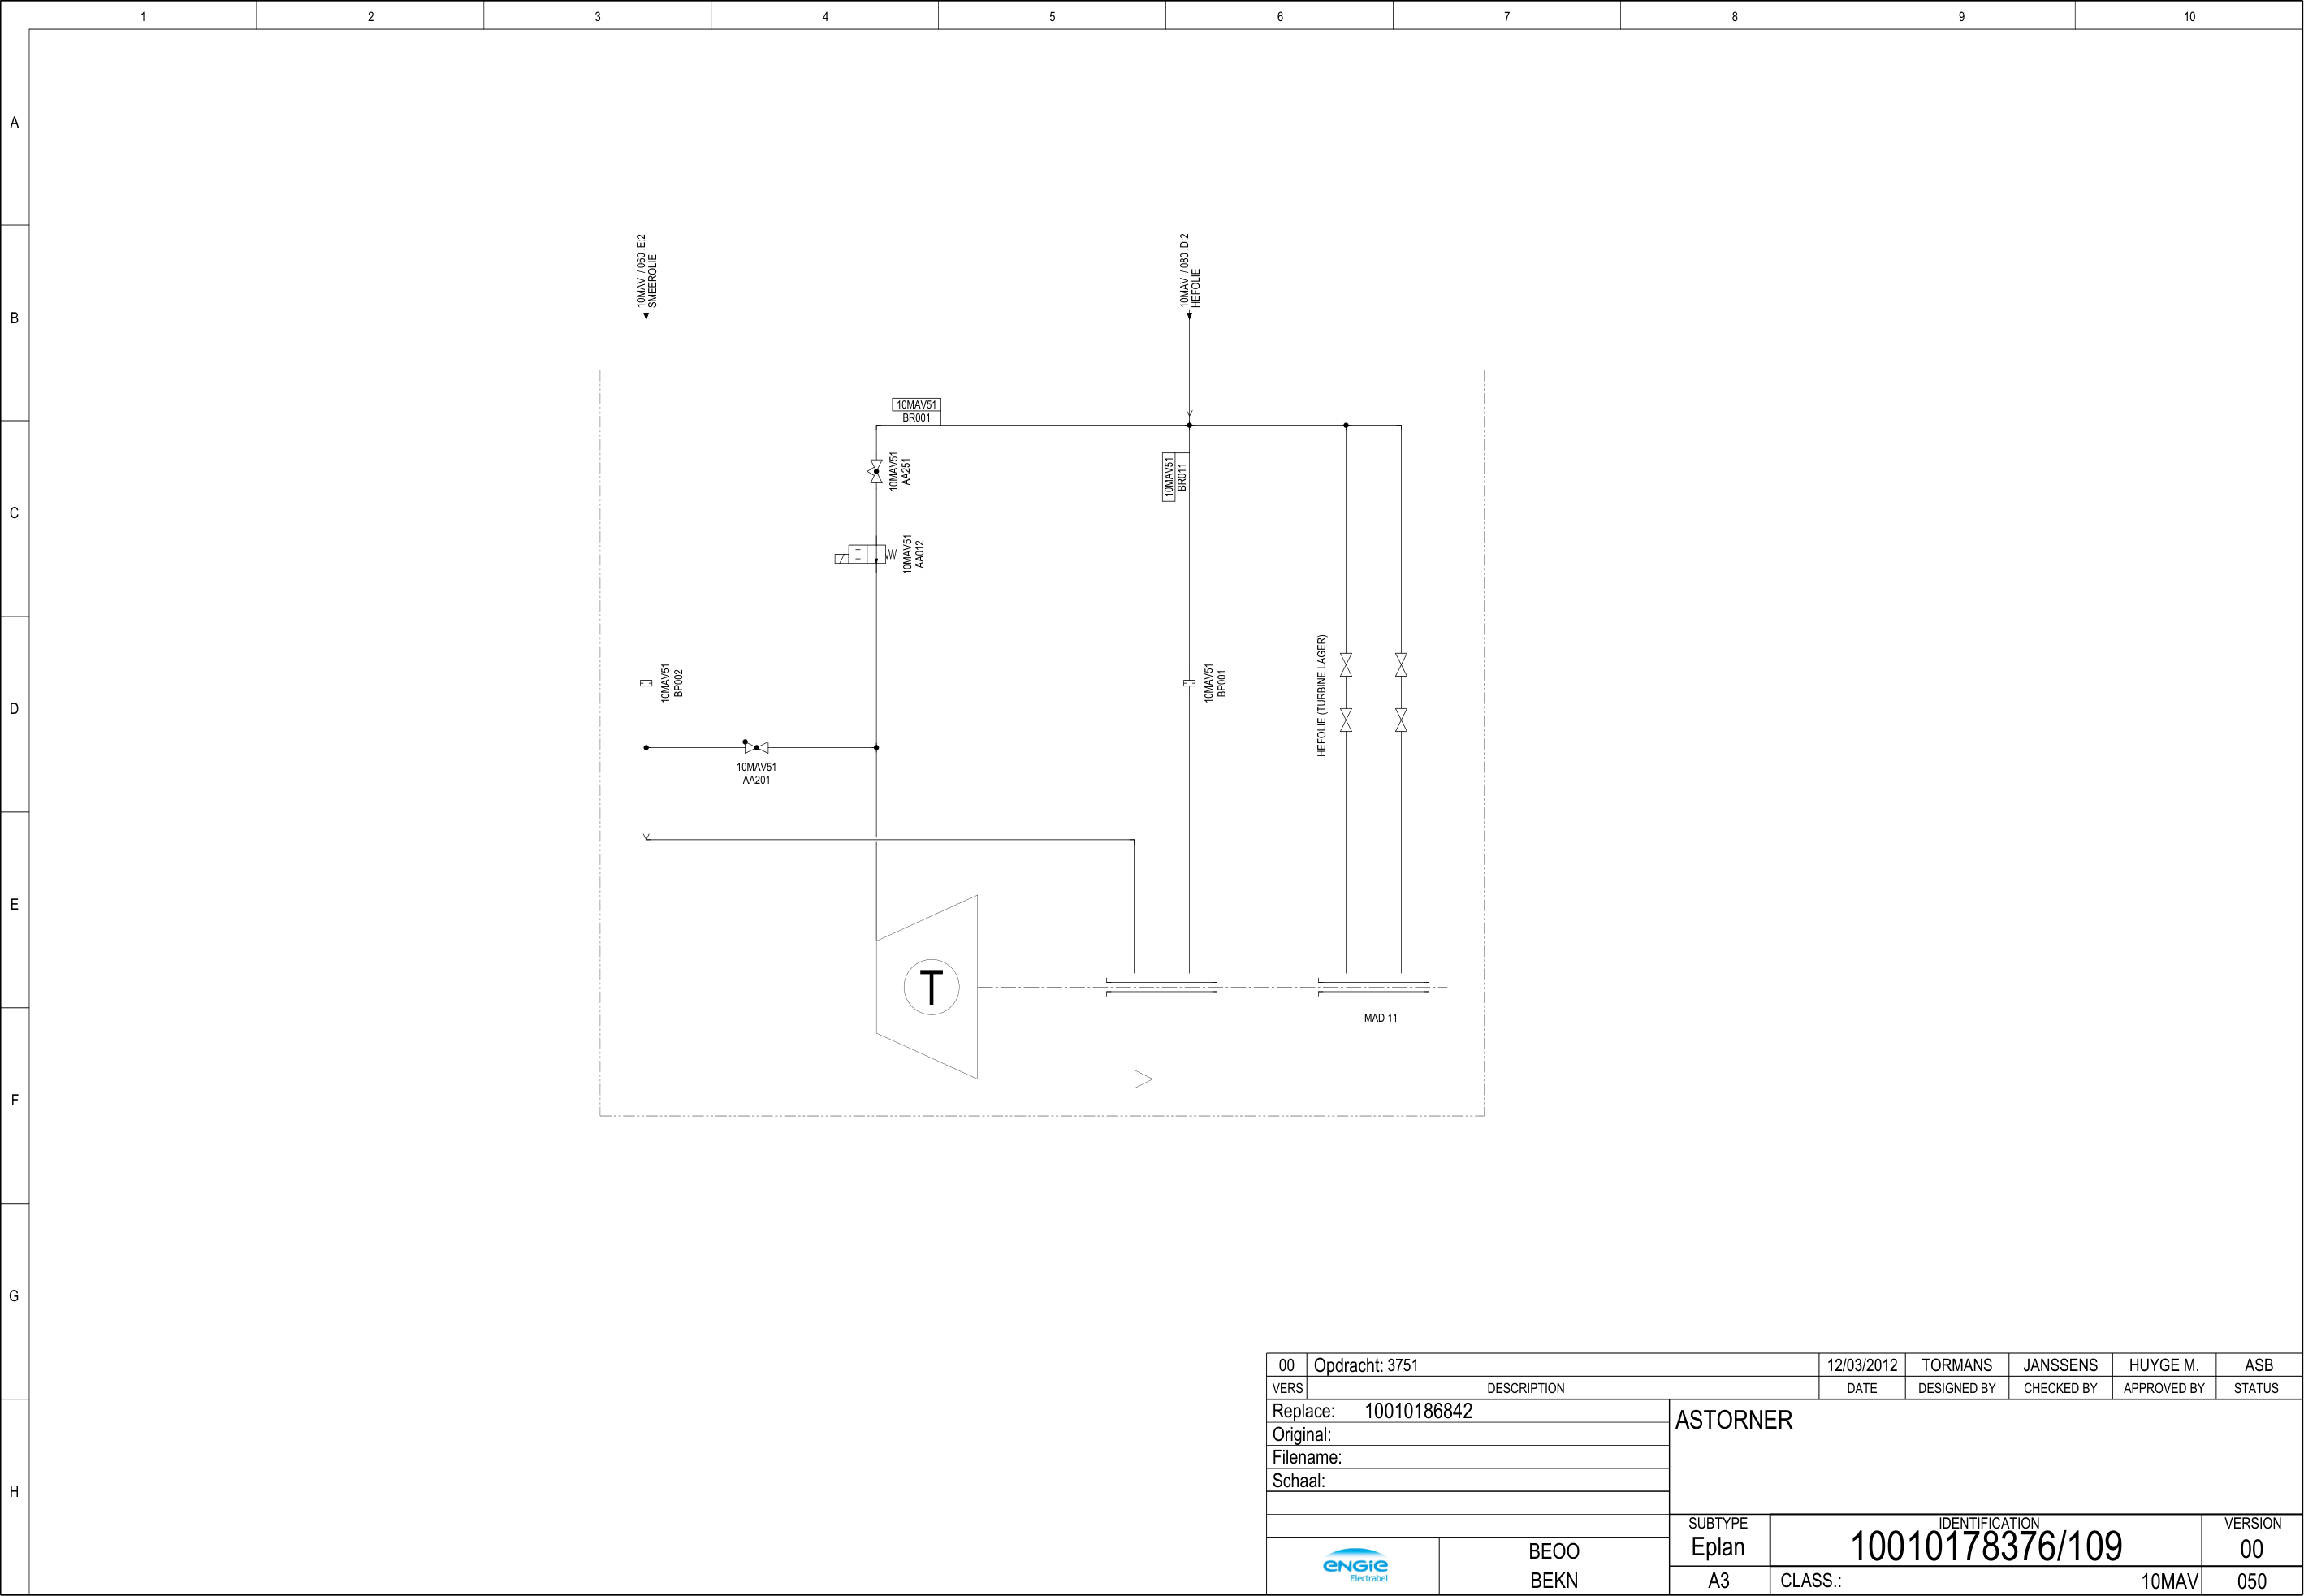 1 2 3 4 5 6 7 8 9 10
A
B
C
D
E
F
G
H
10MAV / 060 .E:2
SMEEROLIE
10MAV / 080 .D:2
HEFOLIE
10MAV51
BR001
10MAV51
AA251
10MAV51
BR011
10MAV51
AA012
10MAV51
BP002
10MAV51
BP001
HEFOLIE (TURBINE LAGER)
10MAV51
AA201
T
MAD 11
00 Opdracht: 3751 12/03/2012 TORMANS JANSSENS HUYGE M. ASB
VERS DESCRIPTION DATE DESIGNED BY CHECKED BY APPROVED BY STATUS
Replace: 10010186842
Original:
Filename:
Schaal:
ASTORNER
ENGIE
Electrabel
BEOO
BEKN
SUBTYPE IDENTIFICATION VERSION
Eplan 10010178376/109 00
A3 CLASS.: 10MAV 050